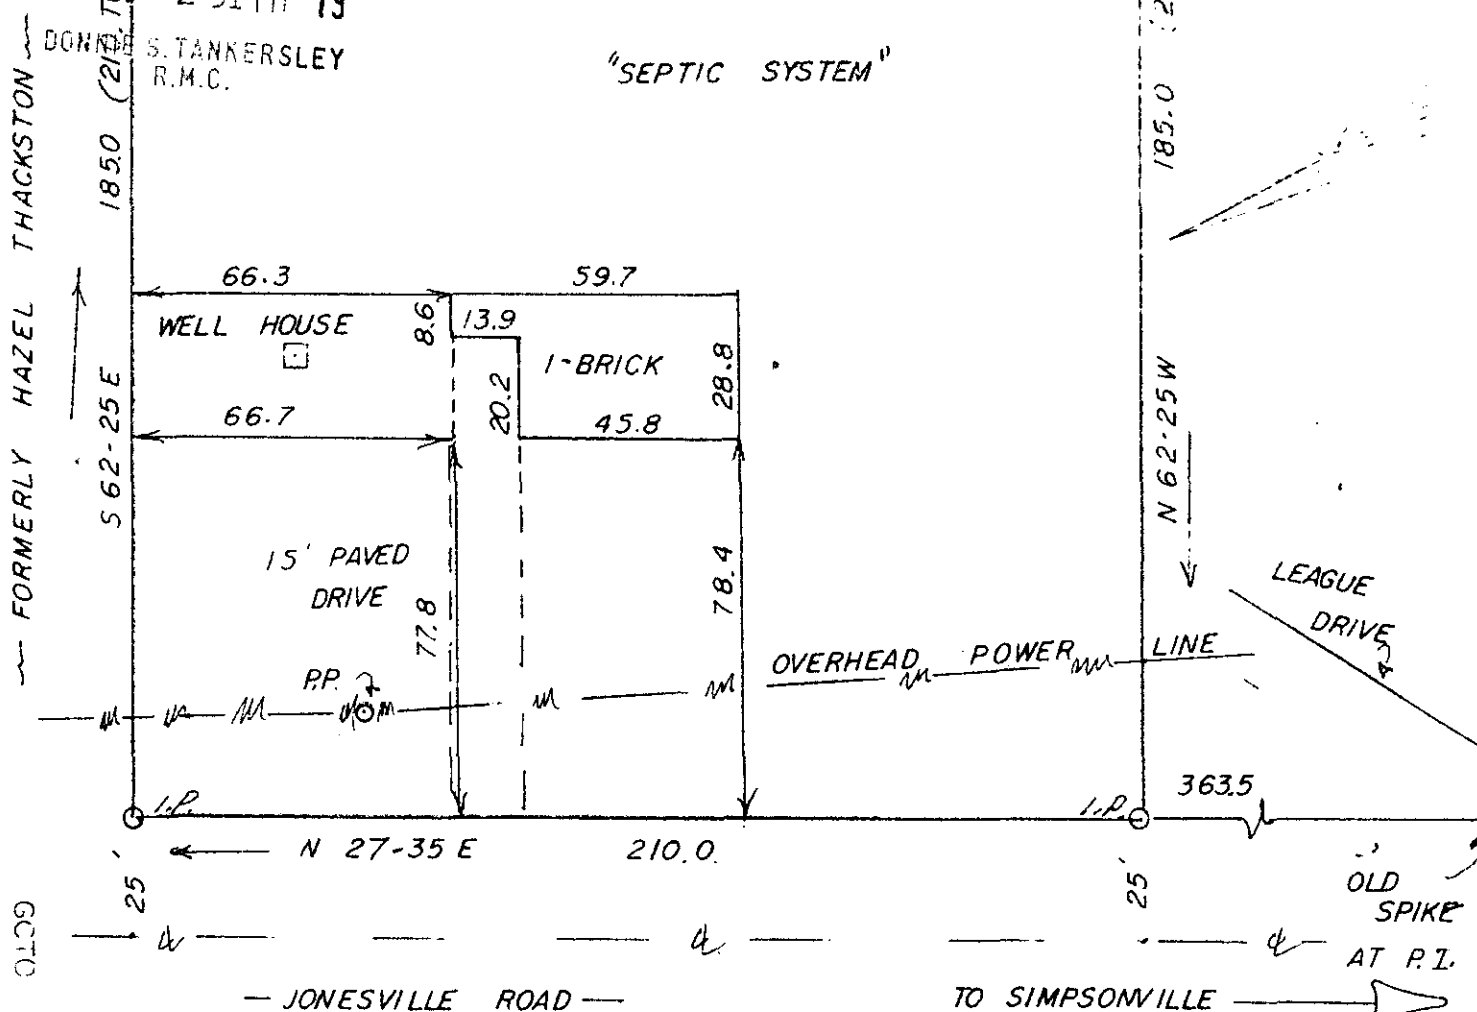 DONNIE S. TANKERSLEY
R.M.C.
"SEPTIC SYSTEM"
— FORMERLY HAZEL THACKSTON —
185.0
185.0
S 62-25 E
N 62-25 W
66.3
59.7
WELL HOUSE
8.6
13.9
1-BRICK
28.8
20.2
66.7
45.8
15' PAVED
DRIVE
77.8
78.4
LEAGUE
DRIVE
P.P.
OVERHEAD POWER LINE
I.P.
I.P.
363.5
N 27-35 E
210.0
25'
25'
OLD
SPIKE
AT P.I.
GCTO
— JONESVILLE ROAD —
TO SIMPSONVILLE